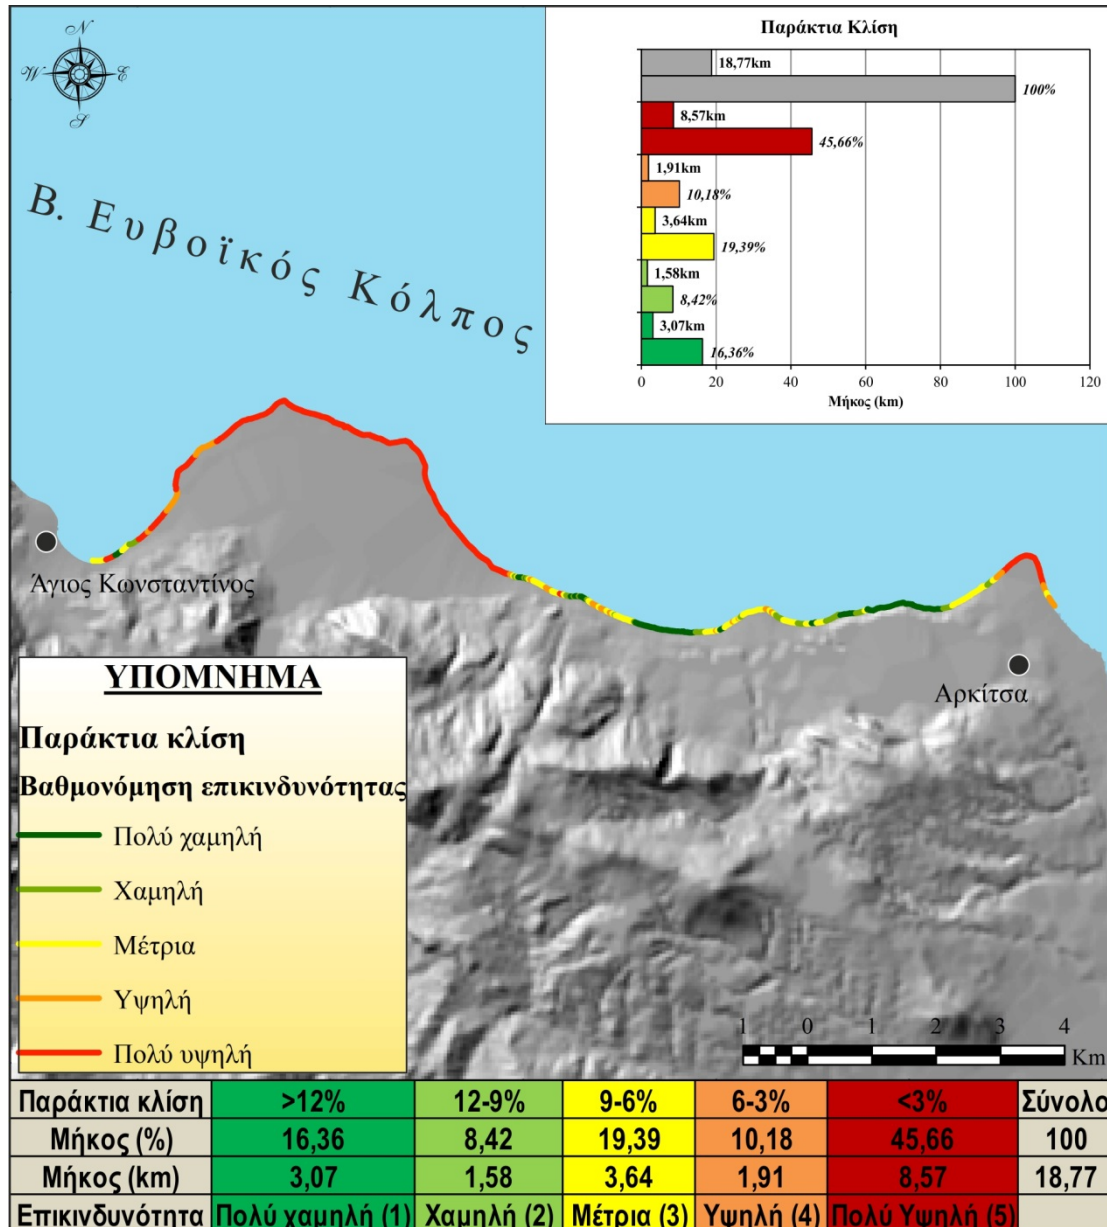 N
W E
S
Β. Ευβοϊκός Κόλπος
Παράκτια Κλίση
18,77km
100%
8,57km
45,66%
1,91km
10,18%
3,64km
19,39%
1,58km
8,42%
3,07km
16,36%
0 20 40 60 80 100 120
Μήκος (km)
Άγιος Κωνσταντίνος
Αρκίτσα
ΥΠΟΜΝΗΜΑ
Παράκτια κλίση
Βαθμονόμηση επικινδυνότητας
Πολύ χαμηλή
Χαμηλή
Μέτρια
Υψηλή
Πολύ υψηλή
1 0 1 2 3 4
Km
Παράκτια κλίση >12% 12-9% 9-6% 6-3% <3% Σύνολο
Μήκος (%) 16,36 8,42 19,39 10,18 45,66 100
Μήκος (km) 3,07 1,58 3,64 1,91 8,57 18,77
Επικινδυνότητα Πολύ χαμηλή (1) Χαμηλή (2) Μέτρια (3) Υψηλή (4) Πολύ Υψηλή (5)